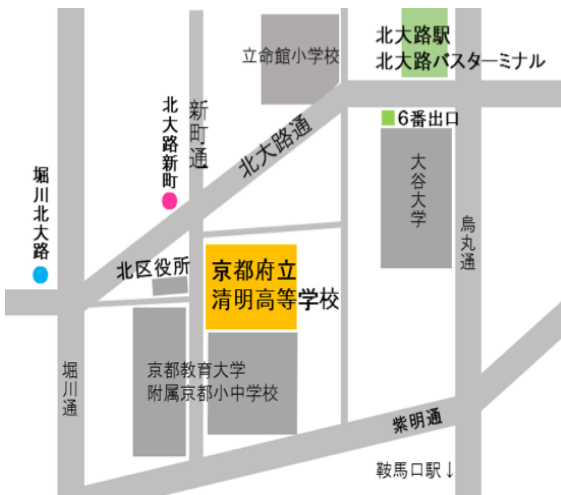 立命館小学校
北大路駅
北大路バスターミナル
6番出口
新町通
北大路通
北大路新町
大谷大学
堀川北大路
烏丸通
北区役所
京都府立
清明高等学校
堀川通
京都教育大学
附属京都小中学校
紫明通
鞍馬口駅↓